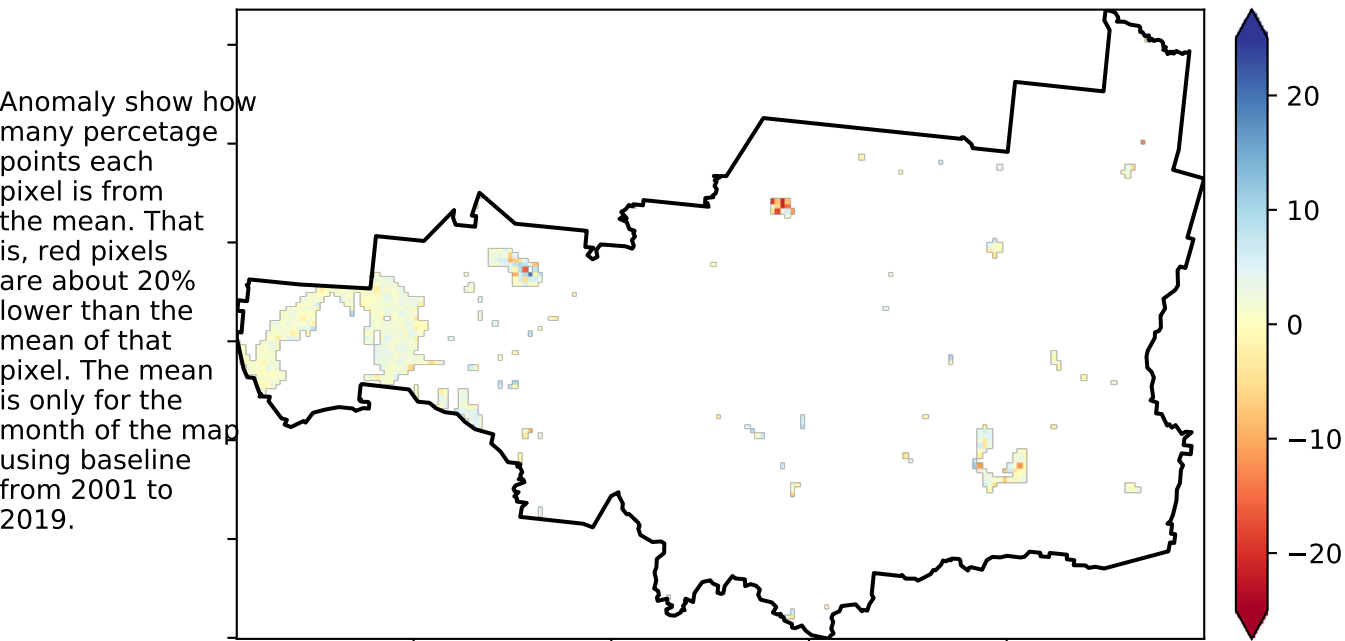 Anomaly show how
many percetage
points each
pixel is from
the mean. That
is, red pixels
are about 20%
lower than the
mean of that
pixel. The mean
is only for the
month of the map
using baseline
from 2001 to
2019.
20
10
0
−10
−20